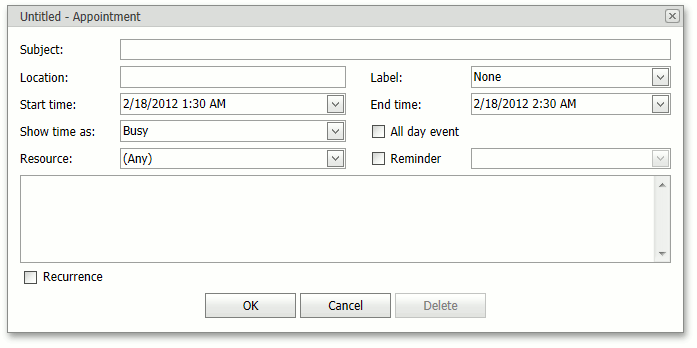 Untitled - Appointment
Subject:
Location: Label: None
Start time: 2/18/2012 1:30 AM End time: 2/18/2012 2:30 AM
Show time as: Busy All day event
Resource: (Any) Reminder
Recurrence
OK Cancel Delete